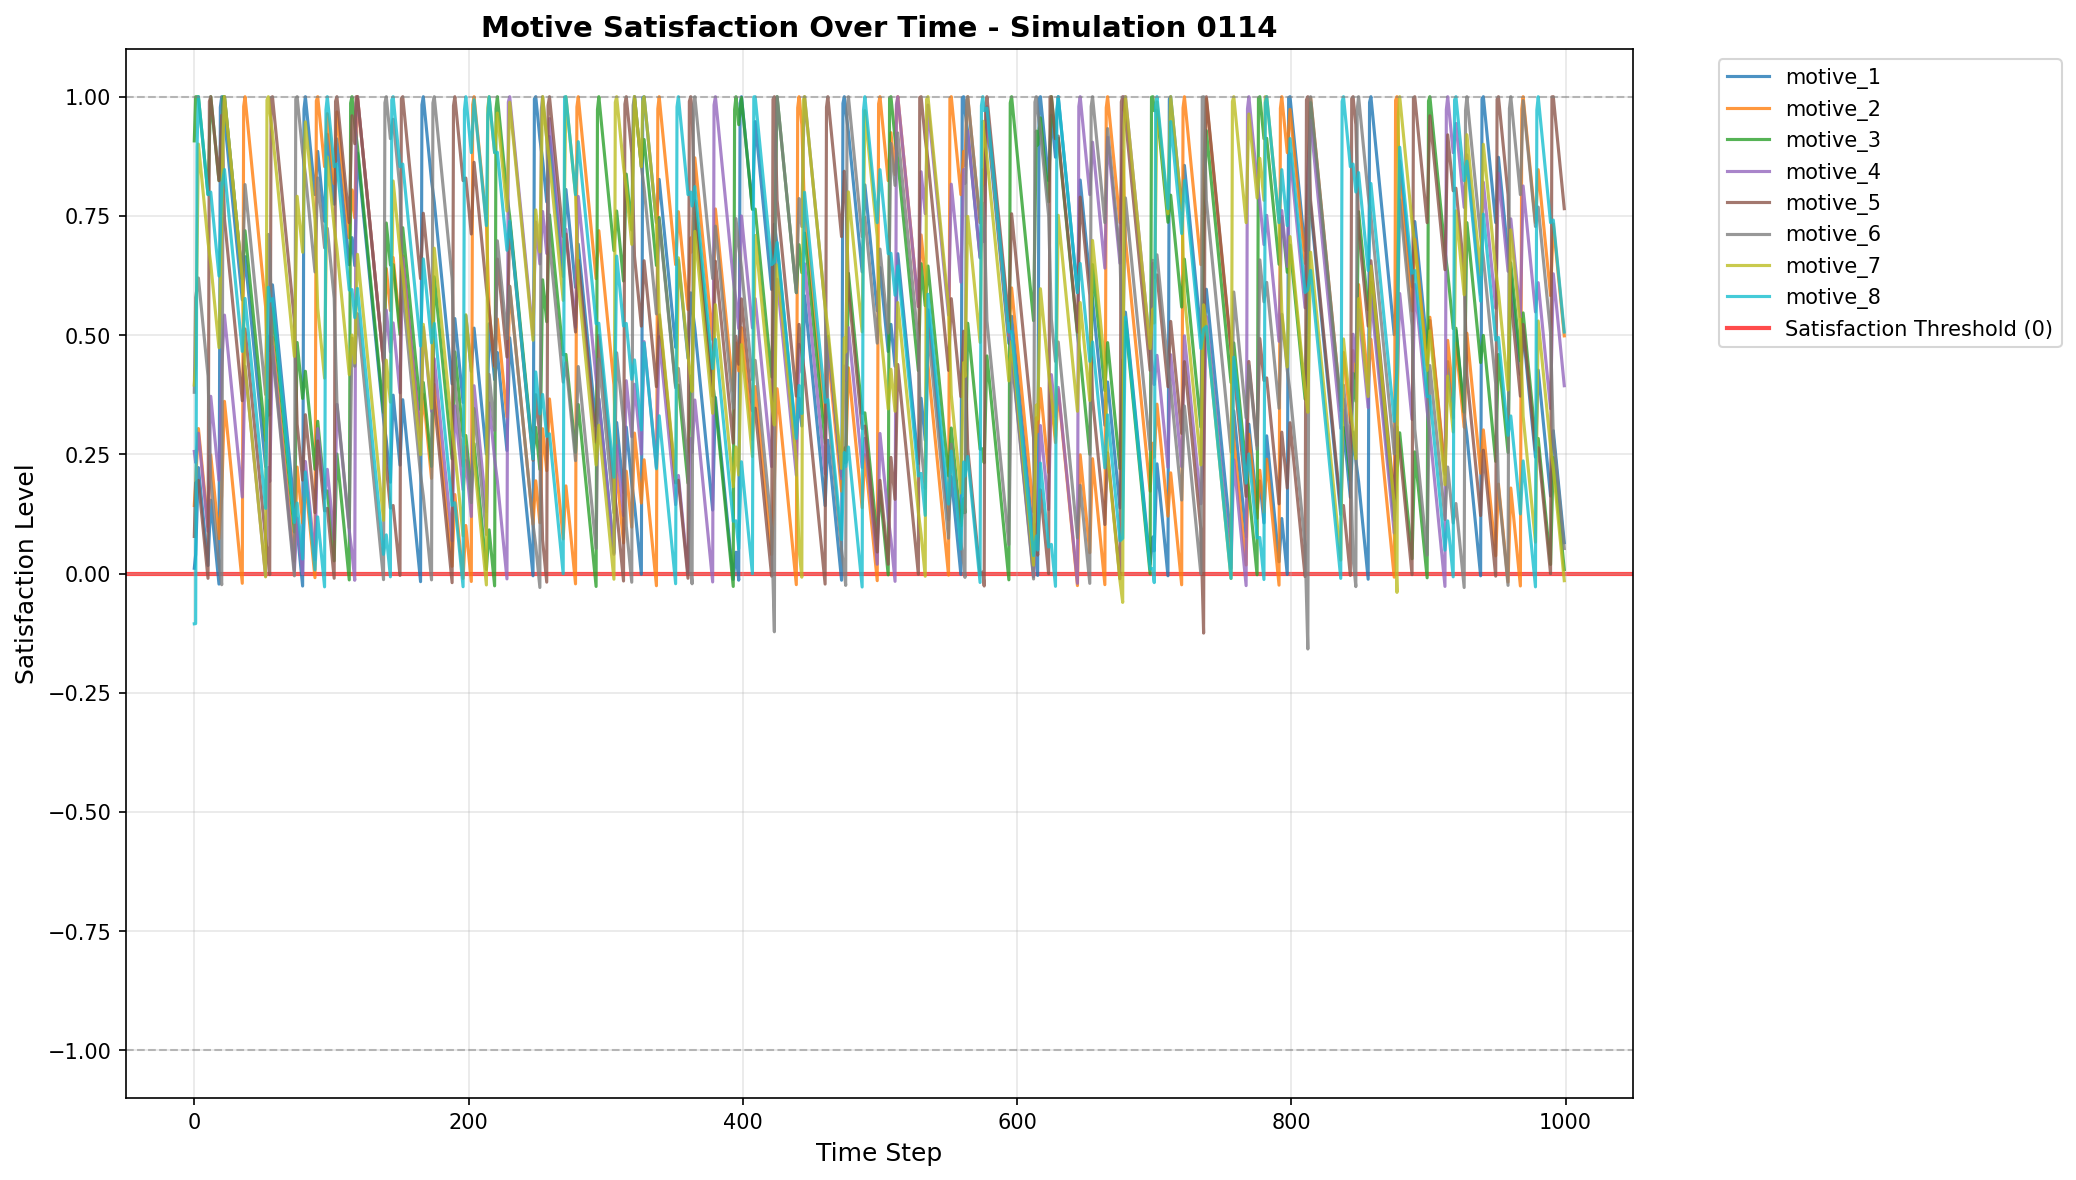 Motive Satisfaction Over Time - Simulation 0114
1.00
0.75
0.50
0.25
0.00
−0.25
−0.50
−0.75
−1.00
Satisfaction Level
0
200
400
600
800
1000
Time Step
motive_1
motive_2
motive_3
motive_4
motive_5
motive_6
motive_7
motive_8
Satisfaction Threshold (0)